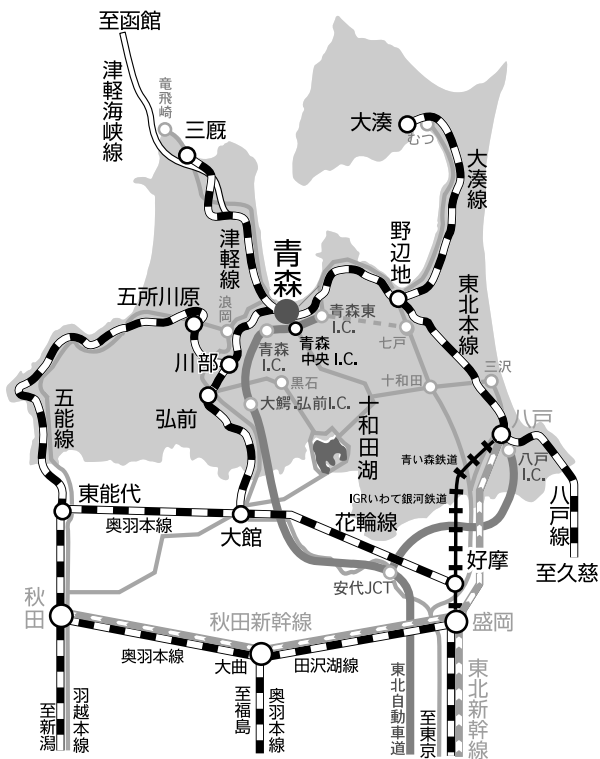 至函館
竜飛崎
津軽海峡線
三厩
大湊
むつ
大湊線
津軽線
青森
野辺地
東北本線
五所川原
浪岡
青森東
I.C.
青森
I.C.
青森
中央 I.C.
七戸
川部
三沢
黒石
十和田
五能線
弘前
大鰐.弘前I.C.
十和田湖
八戸
八戸
I.C.
青い森鉄道
東能代
IGRいわて銀河鉄道
八戸線
奥羽本線
大館
花輪線
好摩
至久慈
安代JCT
秋田
秋田新幹線
盛岡
奥羽本線
大曲
田沢湖線
至新潟
羽越本線
至福島
奥羽本線
東北自動車道
至東京
東北新幹線